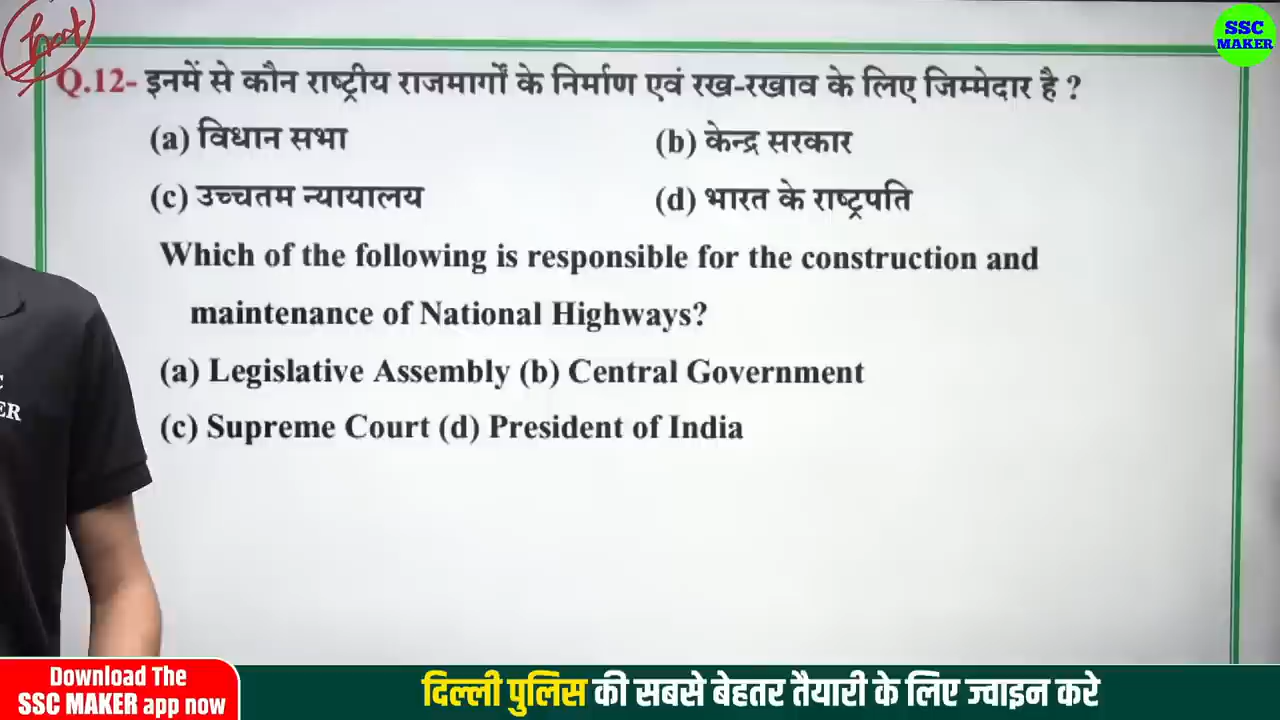 SSC
MAKER
Q.12- इनमें से कौन राष्ट्रीय राजमार्गों के निर्माण एवं रख-रखाव के लिए जिम्मेदार है ?
(a) विधान सभा (b) केन्द्र सरकार
(c) उच्चतम न्यायालय (d) भारत के राष्ट्रपति
Which of the following is responsible for the construction and
maintenance of National Highways?
(a) Legislative Assembly (b) Central Government
(c) Supreme Court (d) President of India
C
ER
Download The
SSC MAKER app now
दिल्ली पुलिस की सबसे बेहतर तैयारी के लिए ज्वाइन करे